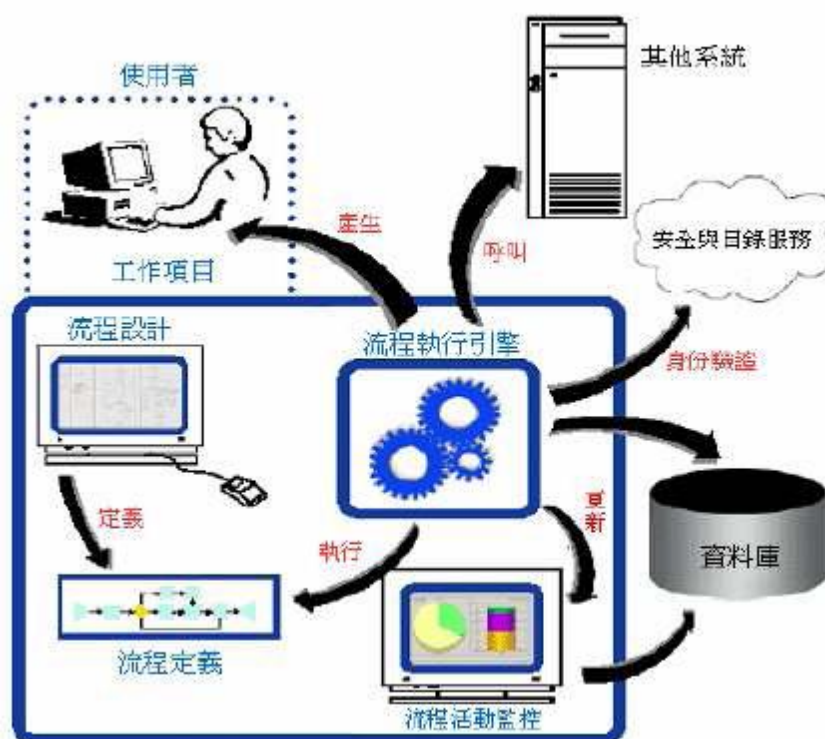 使用者
其他系統
產生
呼叫
安全與目錄服務
工作項目
流程設計
流程執行引擎
身份驗證
定義
執行
更新
資料庫
流程定義
流程活動監控